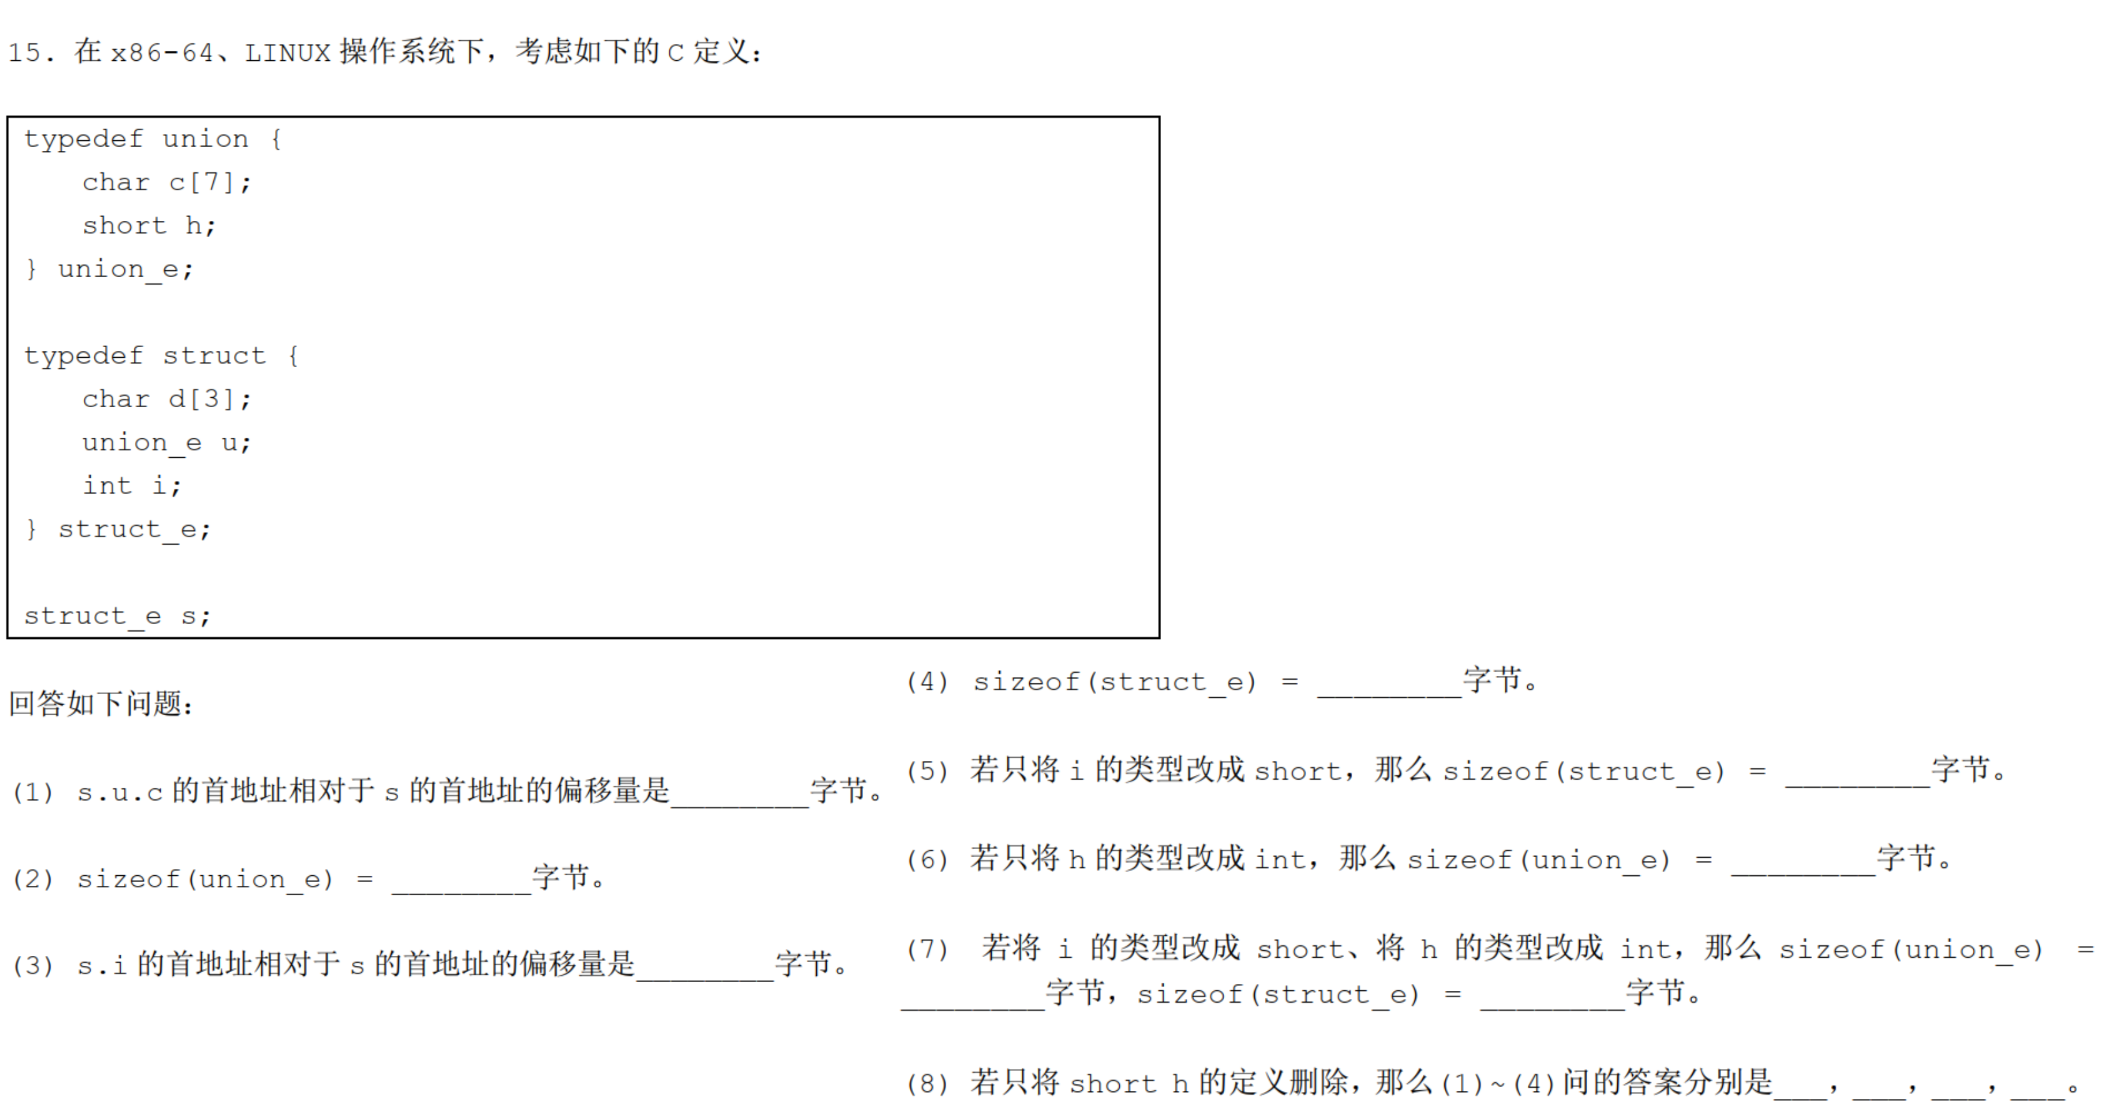 15. 在 x86-64、LINUX 操作系统下，考虑如下的 C 定义：
typedef union {
    char c[7];
    short h;
} union_e;
typedef struct {
    char d[3];
    union_e u;
    int i;
} struct_e;
struct_e s;
回答如下问题：
(1) s.u.c 的首地址相对于 s 的首地址的偏移量是________字节。
(2) sizeof(union_e) = ________字节。
(3) s.i 的首地址相对于 s 的首地址的偏移量是________字节。
(4) sizeof(struct_e) = ________字节。
(5) 若只将 i 的类型改成 short，那么 sizeof(struct_e) = ________字节。
(6) 若只将 h 的类型改成 int，那么 sizeof(union_e) = ________字节。
(7) 若将 i 的类型改成 short、将 h 的类型改成 int，那么 sizeof(union_e) =
________字节，sizeof(struct_e) = ________字节。
(8) 若只将 short h 的定义删除，那么(1)~(4)问的答案分别是___，___，___，___。